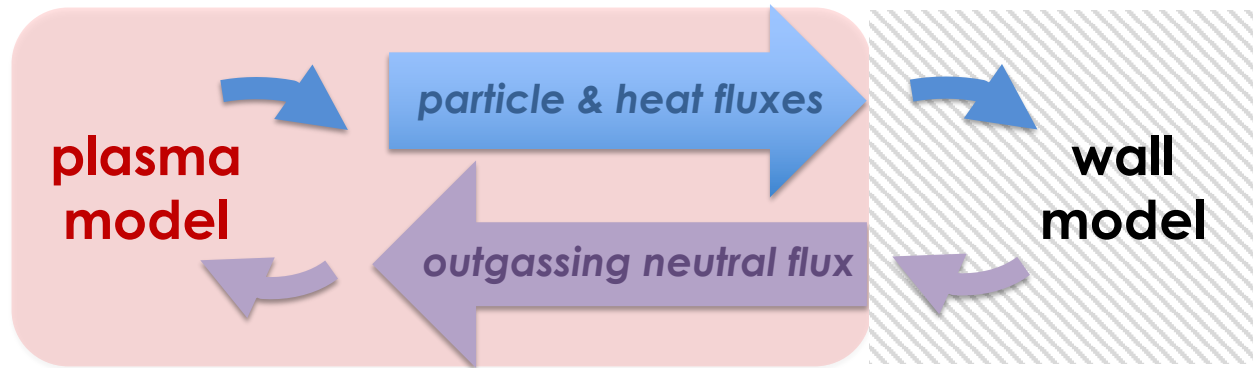 particle & heat fluxes
plasma
model
wall
model
outgassing neutral flux